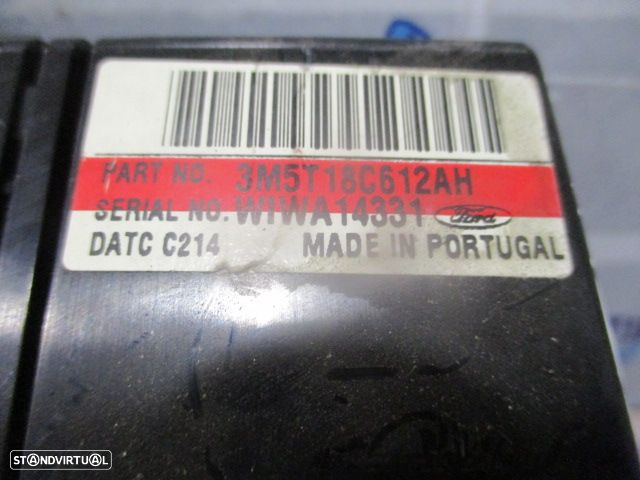 PART NO. 3M5T18C612AH
SERIAL NO. WIWA14331 Ford
DATC C214 MADE IN PORTUGAL
STANDVIRTUAL